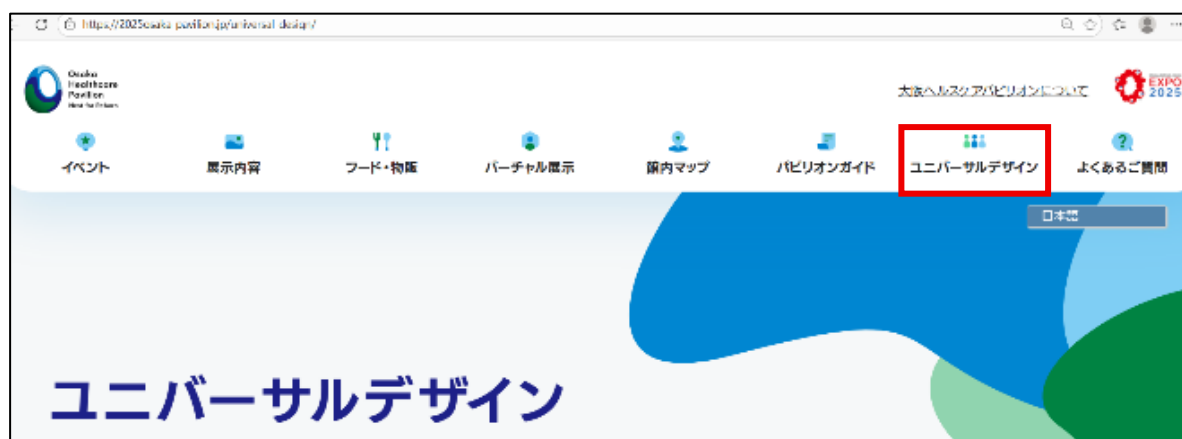 https://2025osaka-pavilion.jp/universal-design/
Osaka
Healthcare
Pavilion
Nest for Reborn
大阪ヘルスケアパビリオンについて
EXPO
2025
イベント
展示内容
フード・物販
バーチャル展示
館内マップ
パビリオンガイド
ユニバーサルデザイン
よくあるご質問
日本語
ユニバーサルデザイン